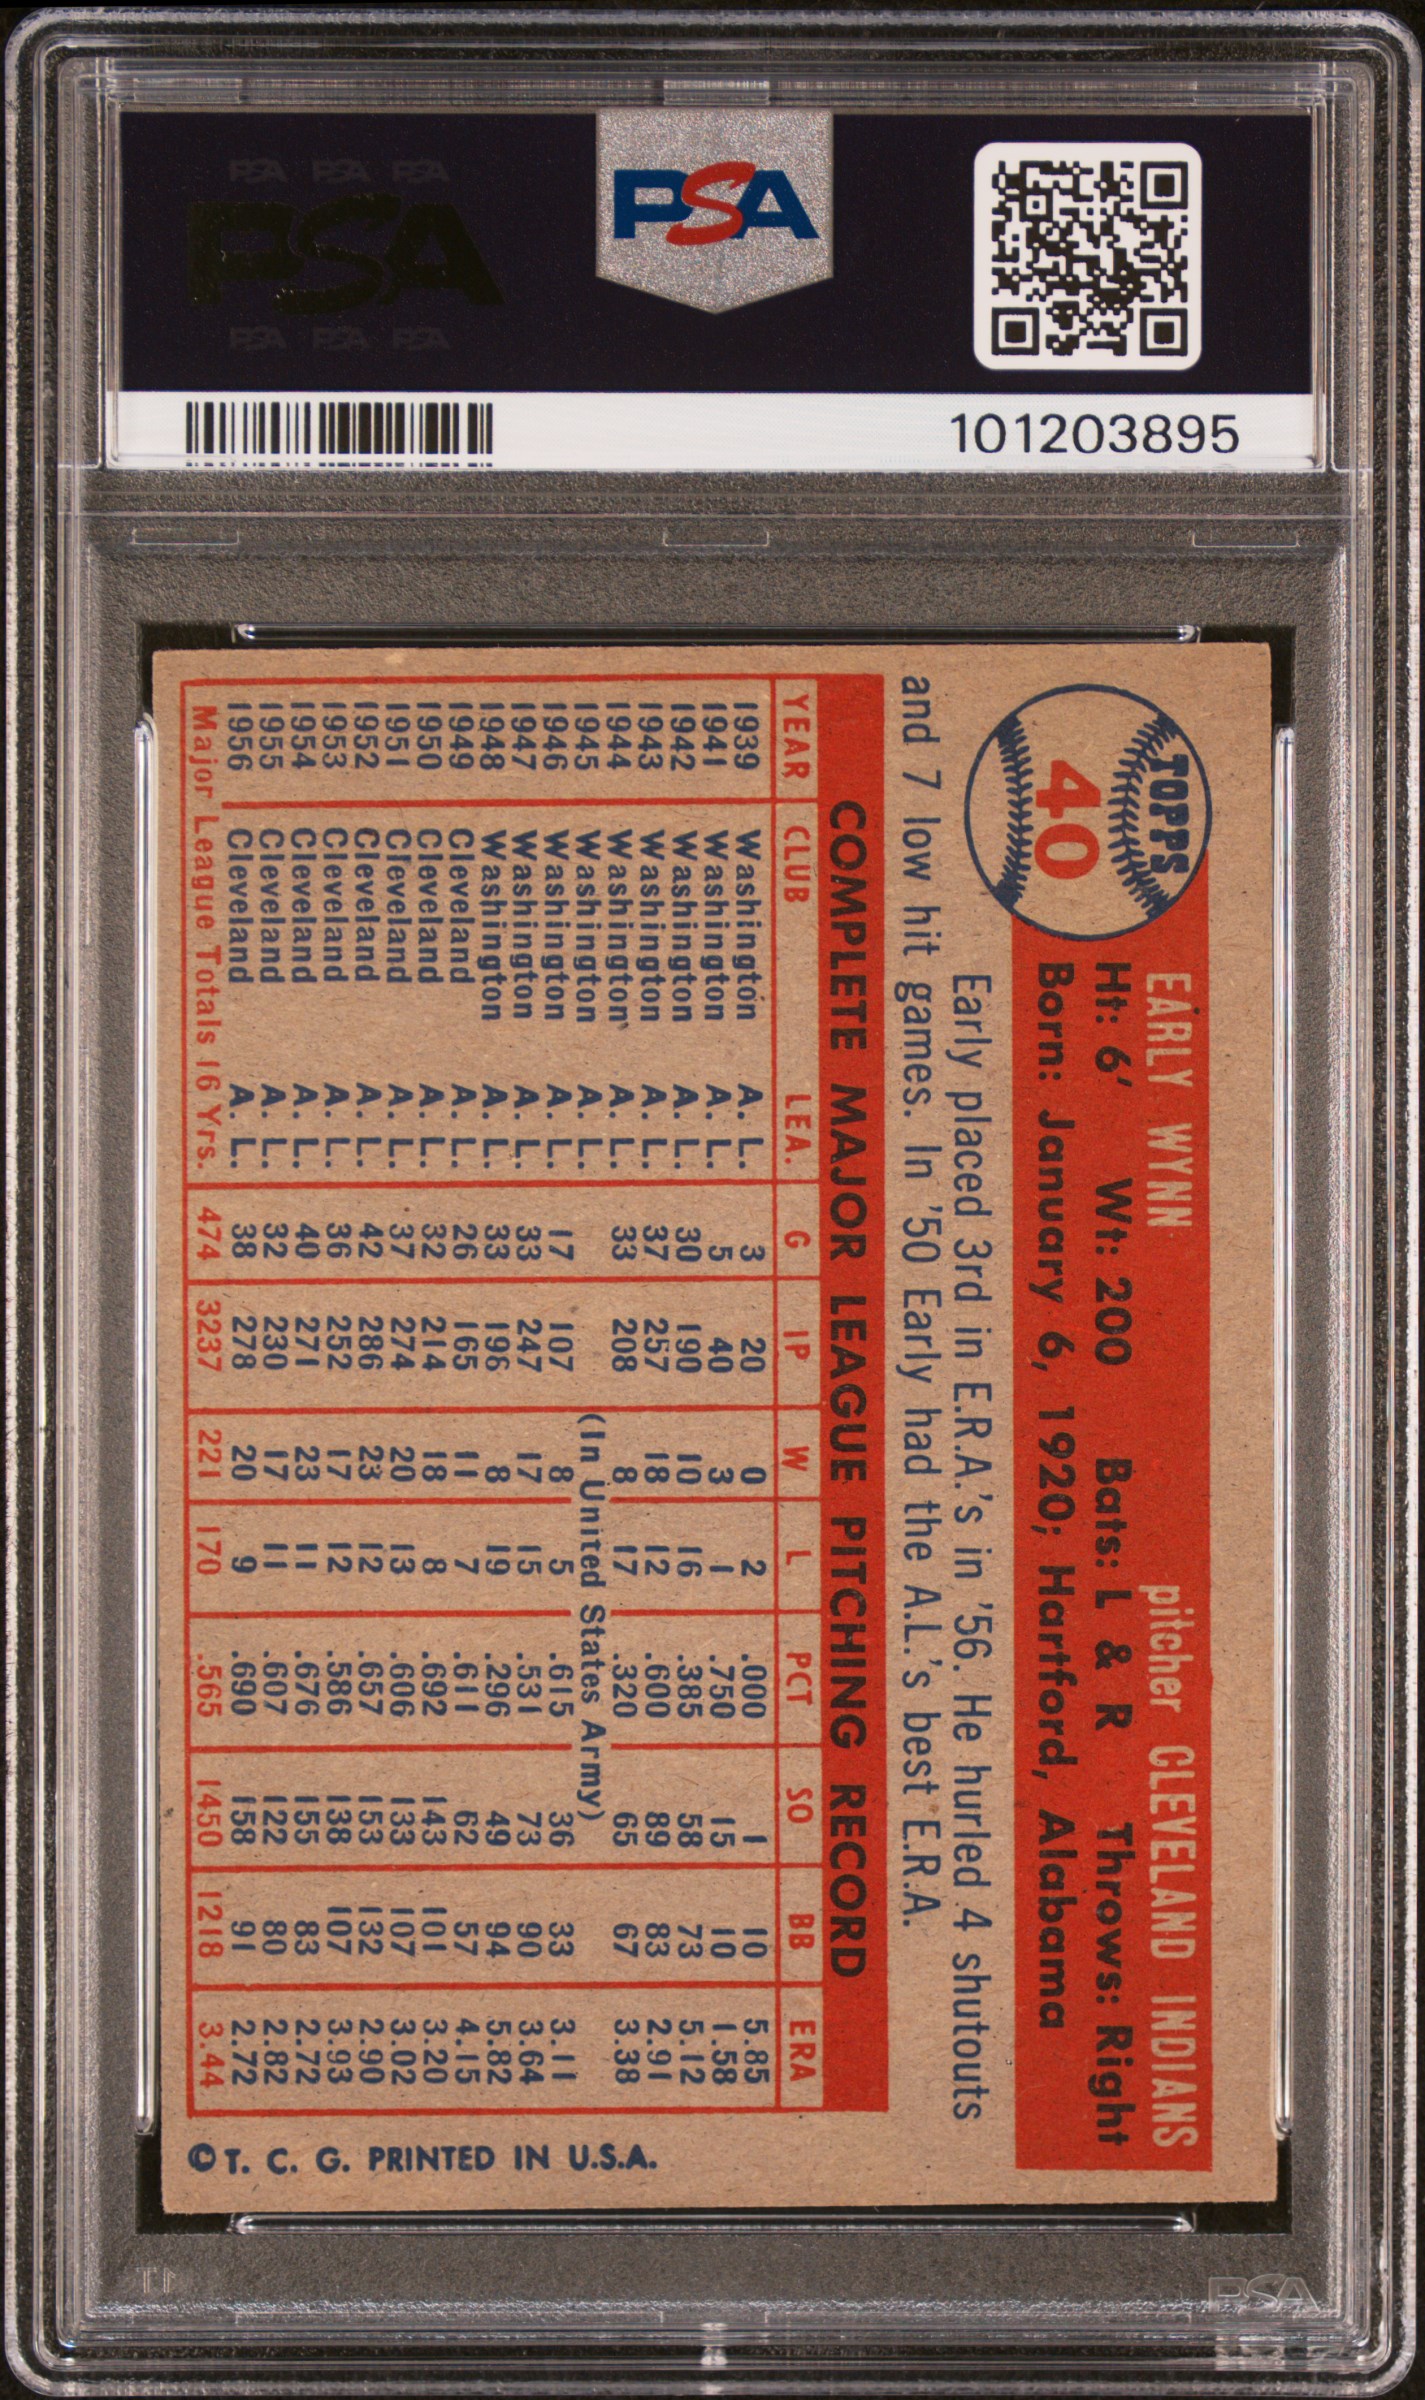 PSA PSA PSA
PSA
PSA PSA PSA
PSA
101203895
TOPPS
40
EARLY WYNN pitcher CLEVELAND INDIANS
Ht: 6' Wt: 200 Bats: L & R Throws: Right
Born: January 6, 1920; Hartford, Alabama
Early placed 3rd in E.R.A.'s in '56. He hurled 4 shutouts
and 7 low hit games. In '50 Early had the A.L.'s best E.R.A.
COMPLETE MAJOR LEAGUE PITCHING RECORD
YEAR CLUB LEA. G IP W L PCT SO BB ERA
1939 Washington A. L. 3 20 0 2 .000 1 10 5.85
1941 Washington A. L. 5 40 3 1 .750 15 10 1.58
1942 Washington A. L. 30 190 10 16 .385 58 73 5.12
1943 Washington A. L. 37 257 18 12 .600 89 83 2.91
1944 Washington A. L. 33 208 8 17 .320 65 67 3.38
1945 Washington A. L. (In United States Army)
1946 Washington A. L. 17 107 8 5 .615 36 33 3.11
1947 Washington A. L. 33 247 17 15 .531 73 90 3.64
1948 Washington A. L. 33 196 8 19 .296 49 94 5.82
1949 Cleveland A. L. 26 165 11 7 .611 62 57 4.15
1950 Cleveland A. L. 32 214 18 8 .692 143 101 3.20
1951 Cleveland A. L. 37 274 20 13 .606 133 107 3.02
1952 Cleveland A. L. 42 286 23 12 .657 153 132 2.90
1953 Cleveland A. L. 36 252 17 12 .586 138 107 3.93
1954 Cleveland A. L. 40 271 23 11 .676 155 83 2.72
1955 Cleveland A. L. 32 230 17 11 .607 122 80 2.82
1956 Cleveland A. L. 38 278 20 9 .690 158 91 2.72
Major League Totals 16 Yrs. 474 3237 221 170 .565 1450 1218 3.44
© T. C. G. PRINTED IN U.S.A.
PSA